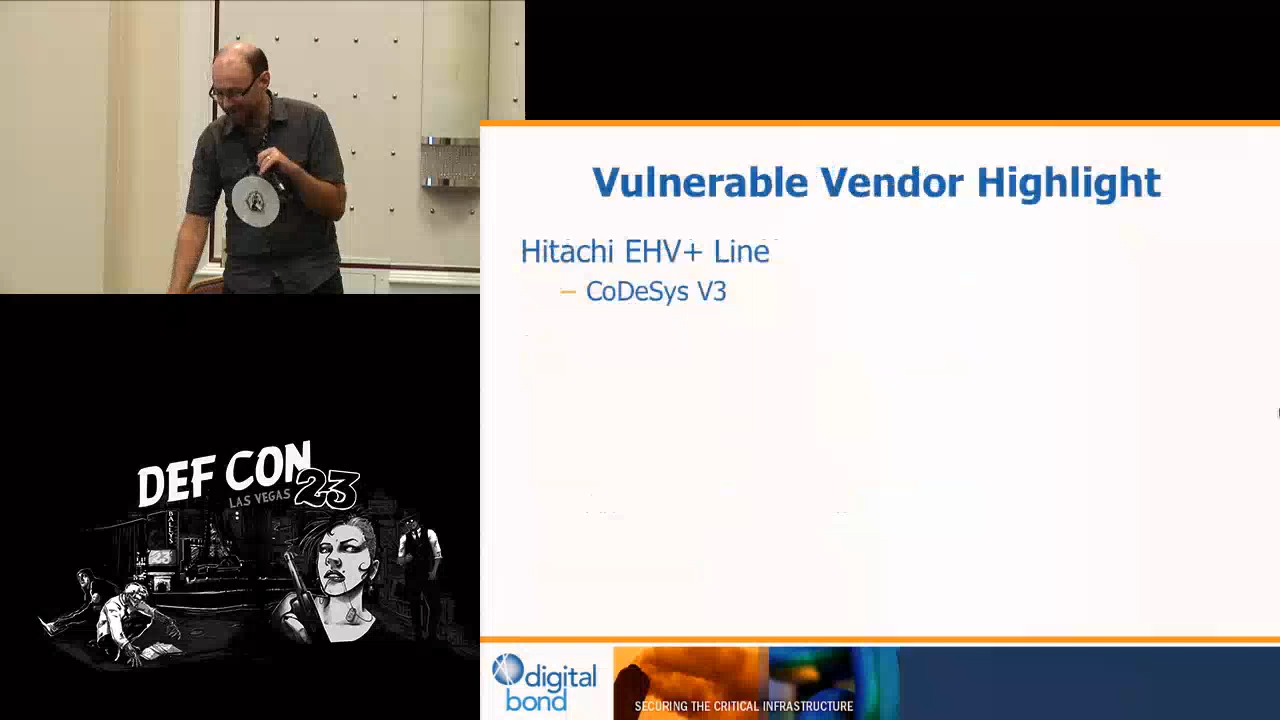 Vulnerable Vendor Highlight
Hitachi EHV+ Line
– CoDeSys V3
DEF CON
LAS VEGAS 23
BALLYS
digital
bond
SECURING THE CRITICAL INFRASTRUCTURE